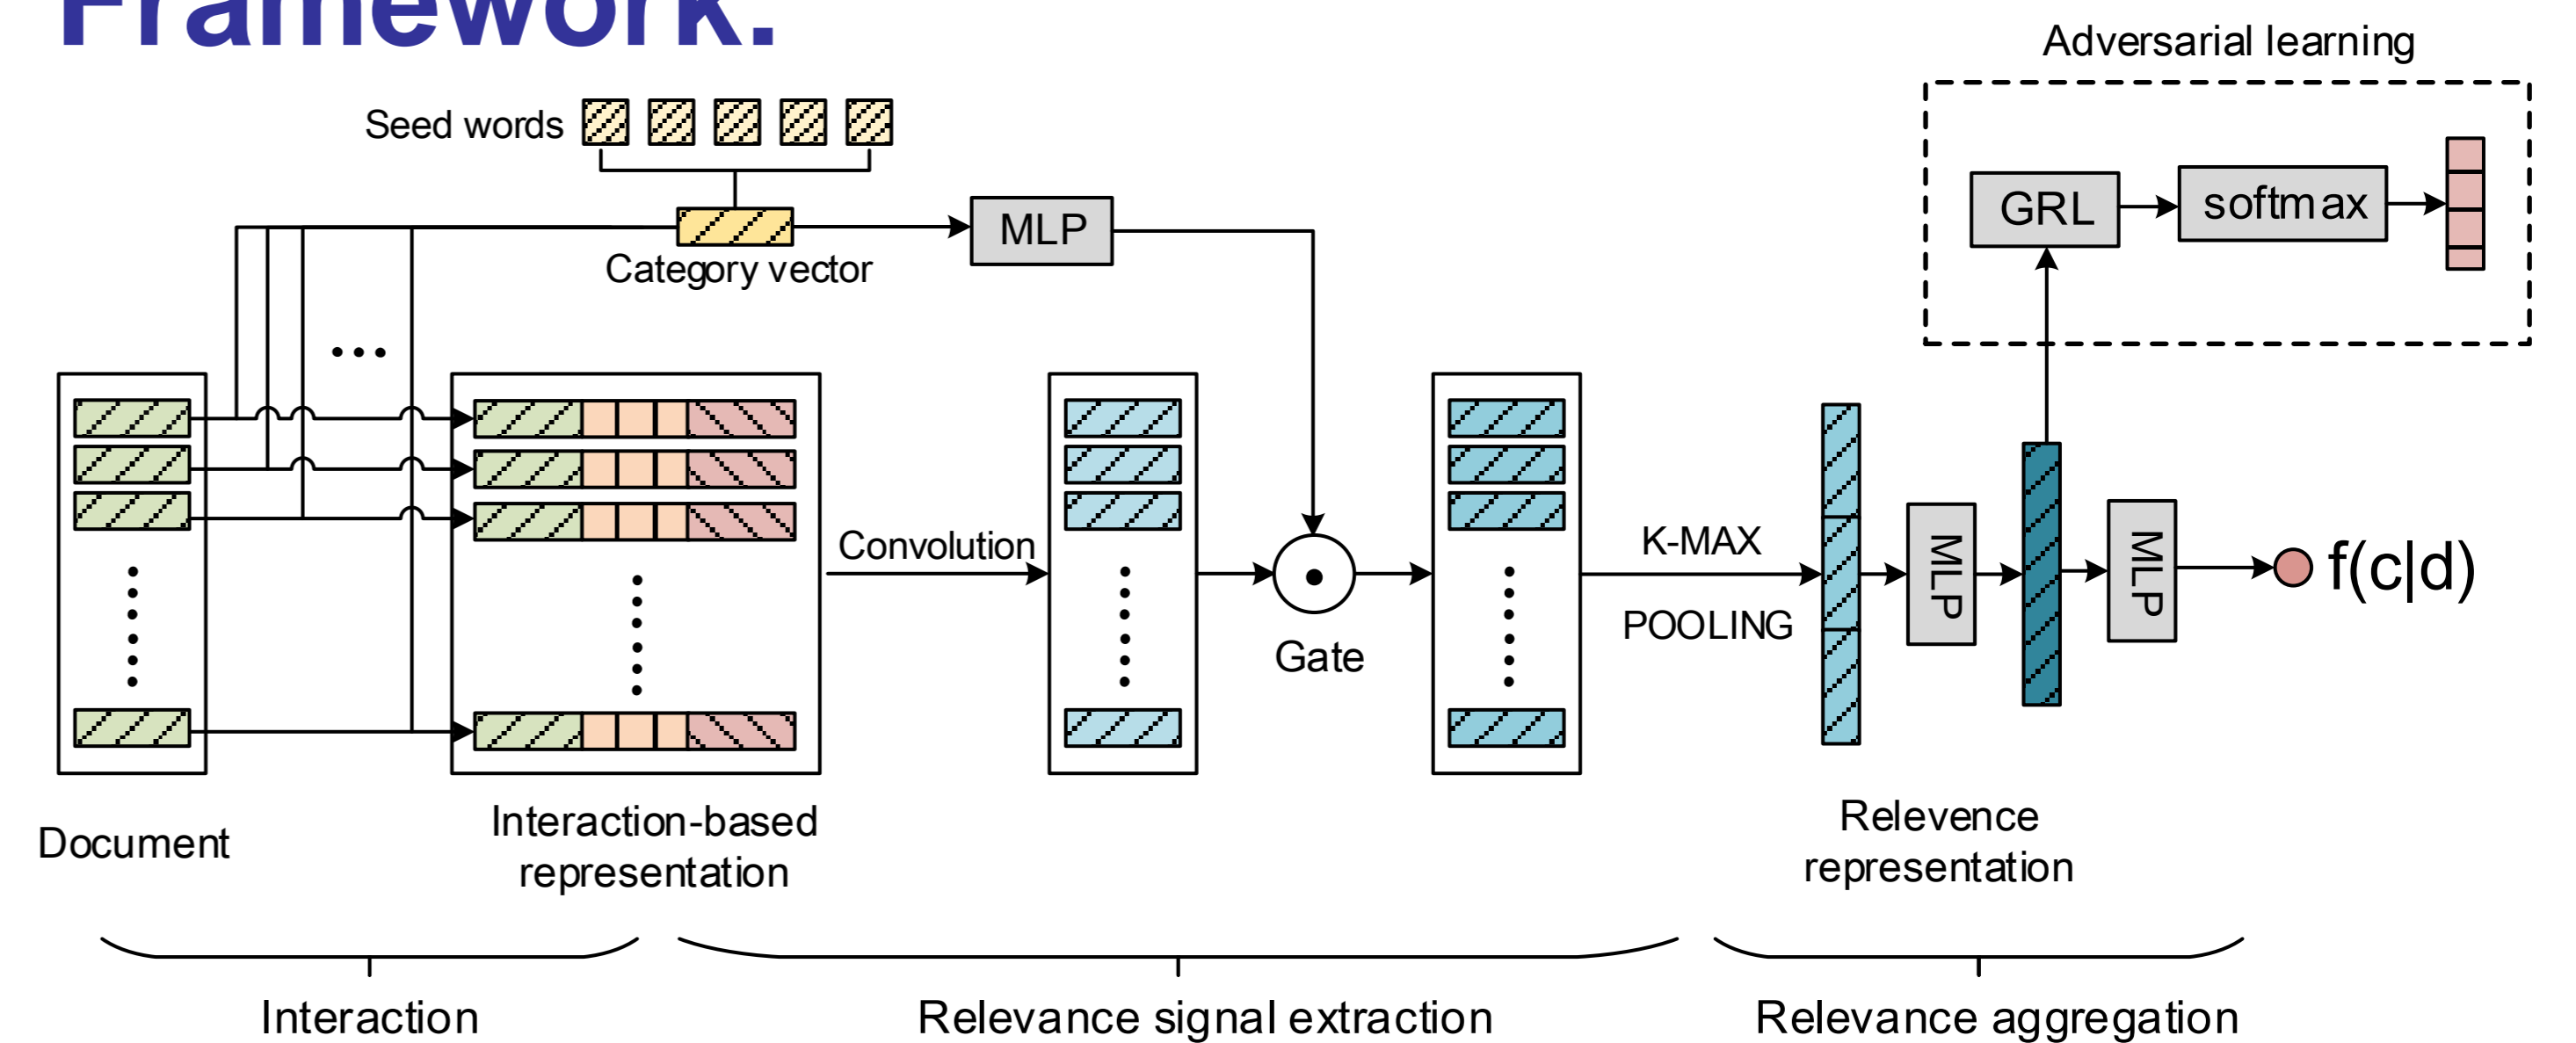 Framework.
Adversarial learning
Seed words
GRL
softmax
MLP
Category vector
Convolution
K-MAX
POOLING
Gate
MLP
MLP
f(c|d)
Document
Interaction-based
representation
Relevence
representation
Interaction
Relevance signal extraction
Relevance aggregation